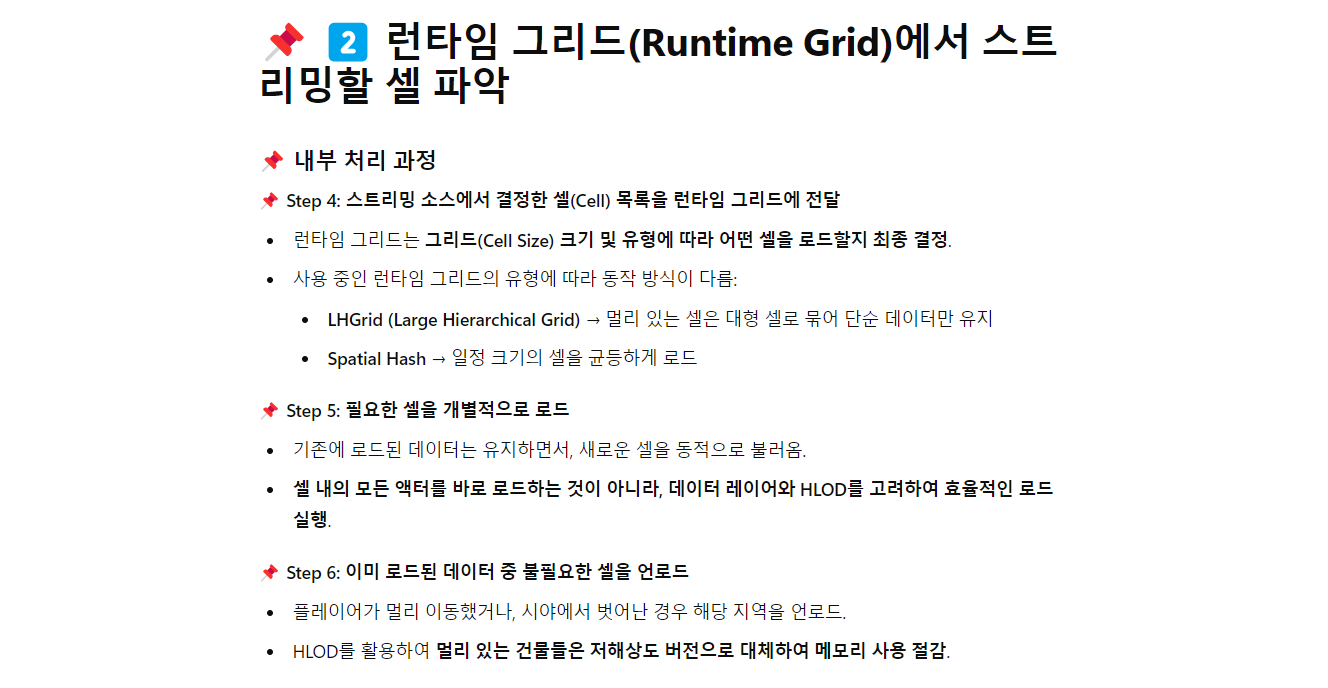 📌 2️⃣ 런타임 그리드(Runtime Grid)에서 스트
리밍할 셀 파악
📌 내부 처리 과정
📌 Step 4: 스트리밍 소스에서 결정한 셀(Cell) 목록을 런타임 그리드에 전달
• 런타임 그리드는 그리드(Cell Size) 크기 및 유형에 따라 어떤 셀을 로드할지 최종 결정.
• 사용 중인 런타임 그리드의 유형에 따라 동작 방식이 다름:
• LHGrid (Large Hierarchical Grid) → 멀리 있는 셀은 대형 셀로 묶어 단순 데이터만 유지
• Spatial Hash → 일정 크기의 셀을 균등하게 로드
📌 Step 5: 필요한 셀을 개별적으로 로드
• 기존에 로드된 데이터는 유지하면서, 새로운 셀을 동적으로 불러옴.
• 셀 내의 모든 액터를 바로 로드하는 것이 아니라, 데이터 레이어와 HLOD를 고려하여 효율적인 로드
실행.
📌 Step 6: 이미 로드된 데이터 중 불필요한 셀을 언로드
• 플레이어가 멀리 이동했거나, 시야에서 벗어난 경우 해당 지역을 언로드.
• HLOD를 활용하여 멀리 있는 건물들은 저해상도 버전으로 대체하여 메모리 사용 절감.